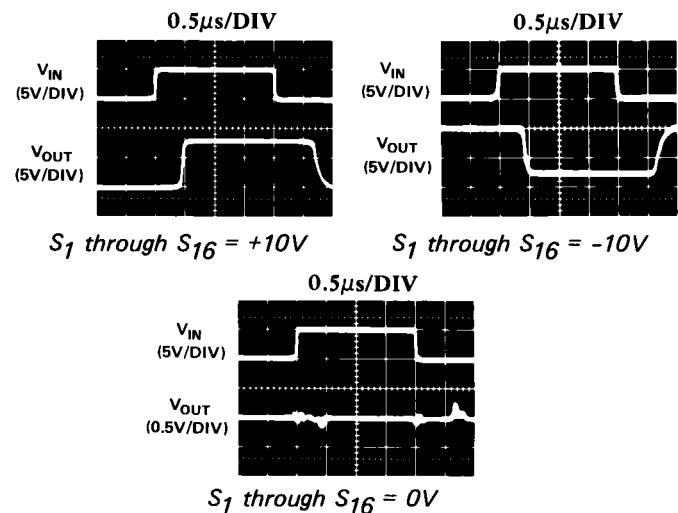 0.5µs/DIV
V_IN
(5V/DIV)
V_OUT
(5V/DIV)
S_1 through S_16 = +10V
0.5µs/DIV
V_IN
(5V/DIV)
V_OUT
(5V/DIV)
S_1 through S_16 = -10V
0.5µs/DIV
V_IN
(5V/DIV)
V_OUT
(0.5V/DIV)
S_1 through S_16 = 0V